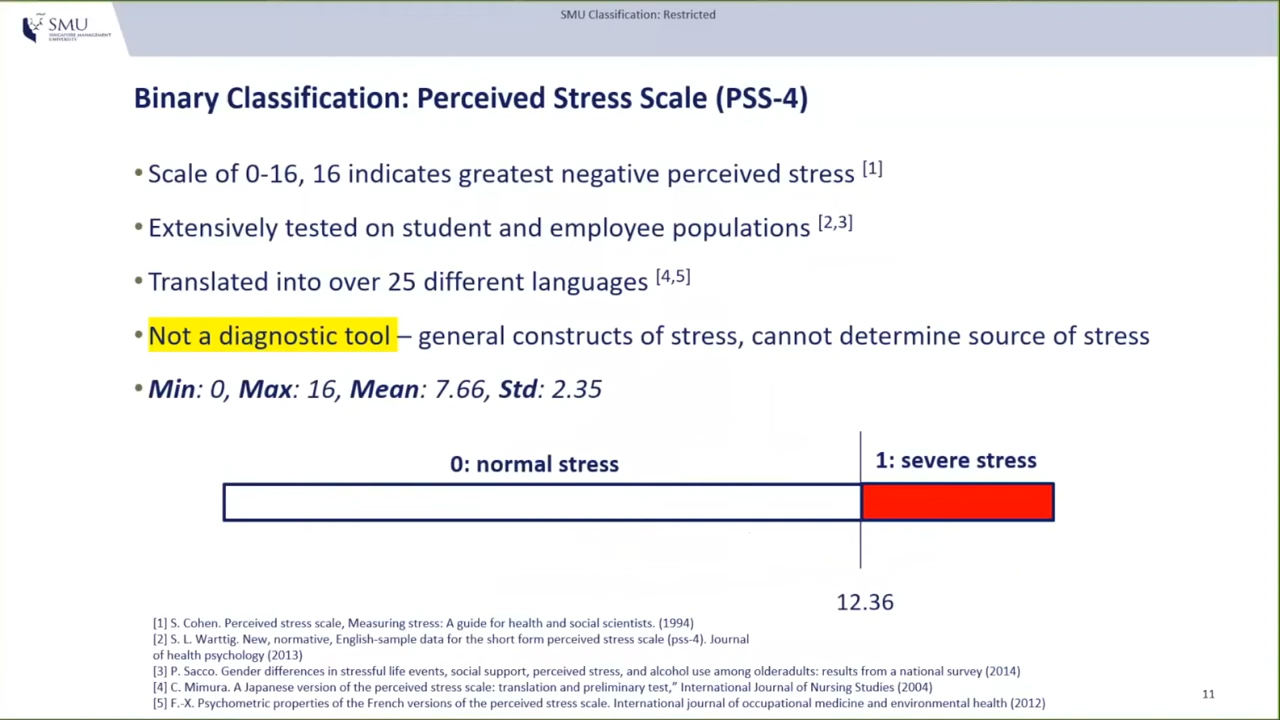 SMU Classification: Restricted
SMU
SINGAPORE MANAGEMENT
UNIVERSITY
Binary Classification: Perceived Stress Scale (PSS-4)
• Scale of 0-16, 16 indicates greatest negative perceived stress [1]
• Extensively tested on student and employee populations [2,3]
• Translated into over 25 different languages [4,5]
• Not a diagnostic tool – general constructs of stress, cannot determine source of stress
• Min: 0, Max: 16, Mean: 7.66, Std: 2.35
0: normal stress
1: severe stress
12.36
[1] S. Cohen. Perceived stress scale, Measuring stress: A guide for health and social scientists. (1994)
[2] S. L. Warttig. New, normative, English-sample data for the short form perceived stress scale (pss-4). Journal
of health psychology (2013)
[3] P. Sacco. Gender differences in stressful life events, social support, perceived stress, and alcohol use among olderadults: results from a national survey (2014)
[4] C. Mimura. A Japanese version of the perceived stress scale: translation and preliminary test,” International Journal of Nursing Studies (2004)
[5] F.-X. Psychometric properties of the French versions of the perceived stress scale. International journal of occupational medicine and environmental health (2012)
11